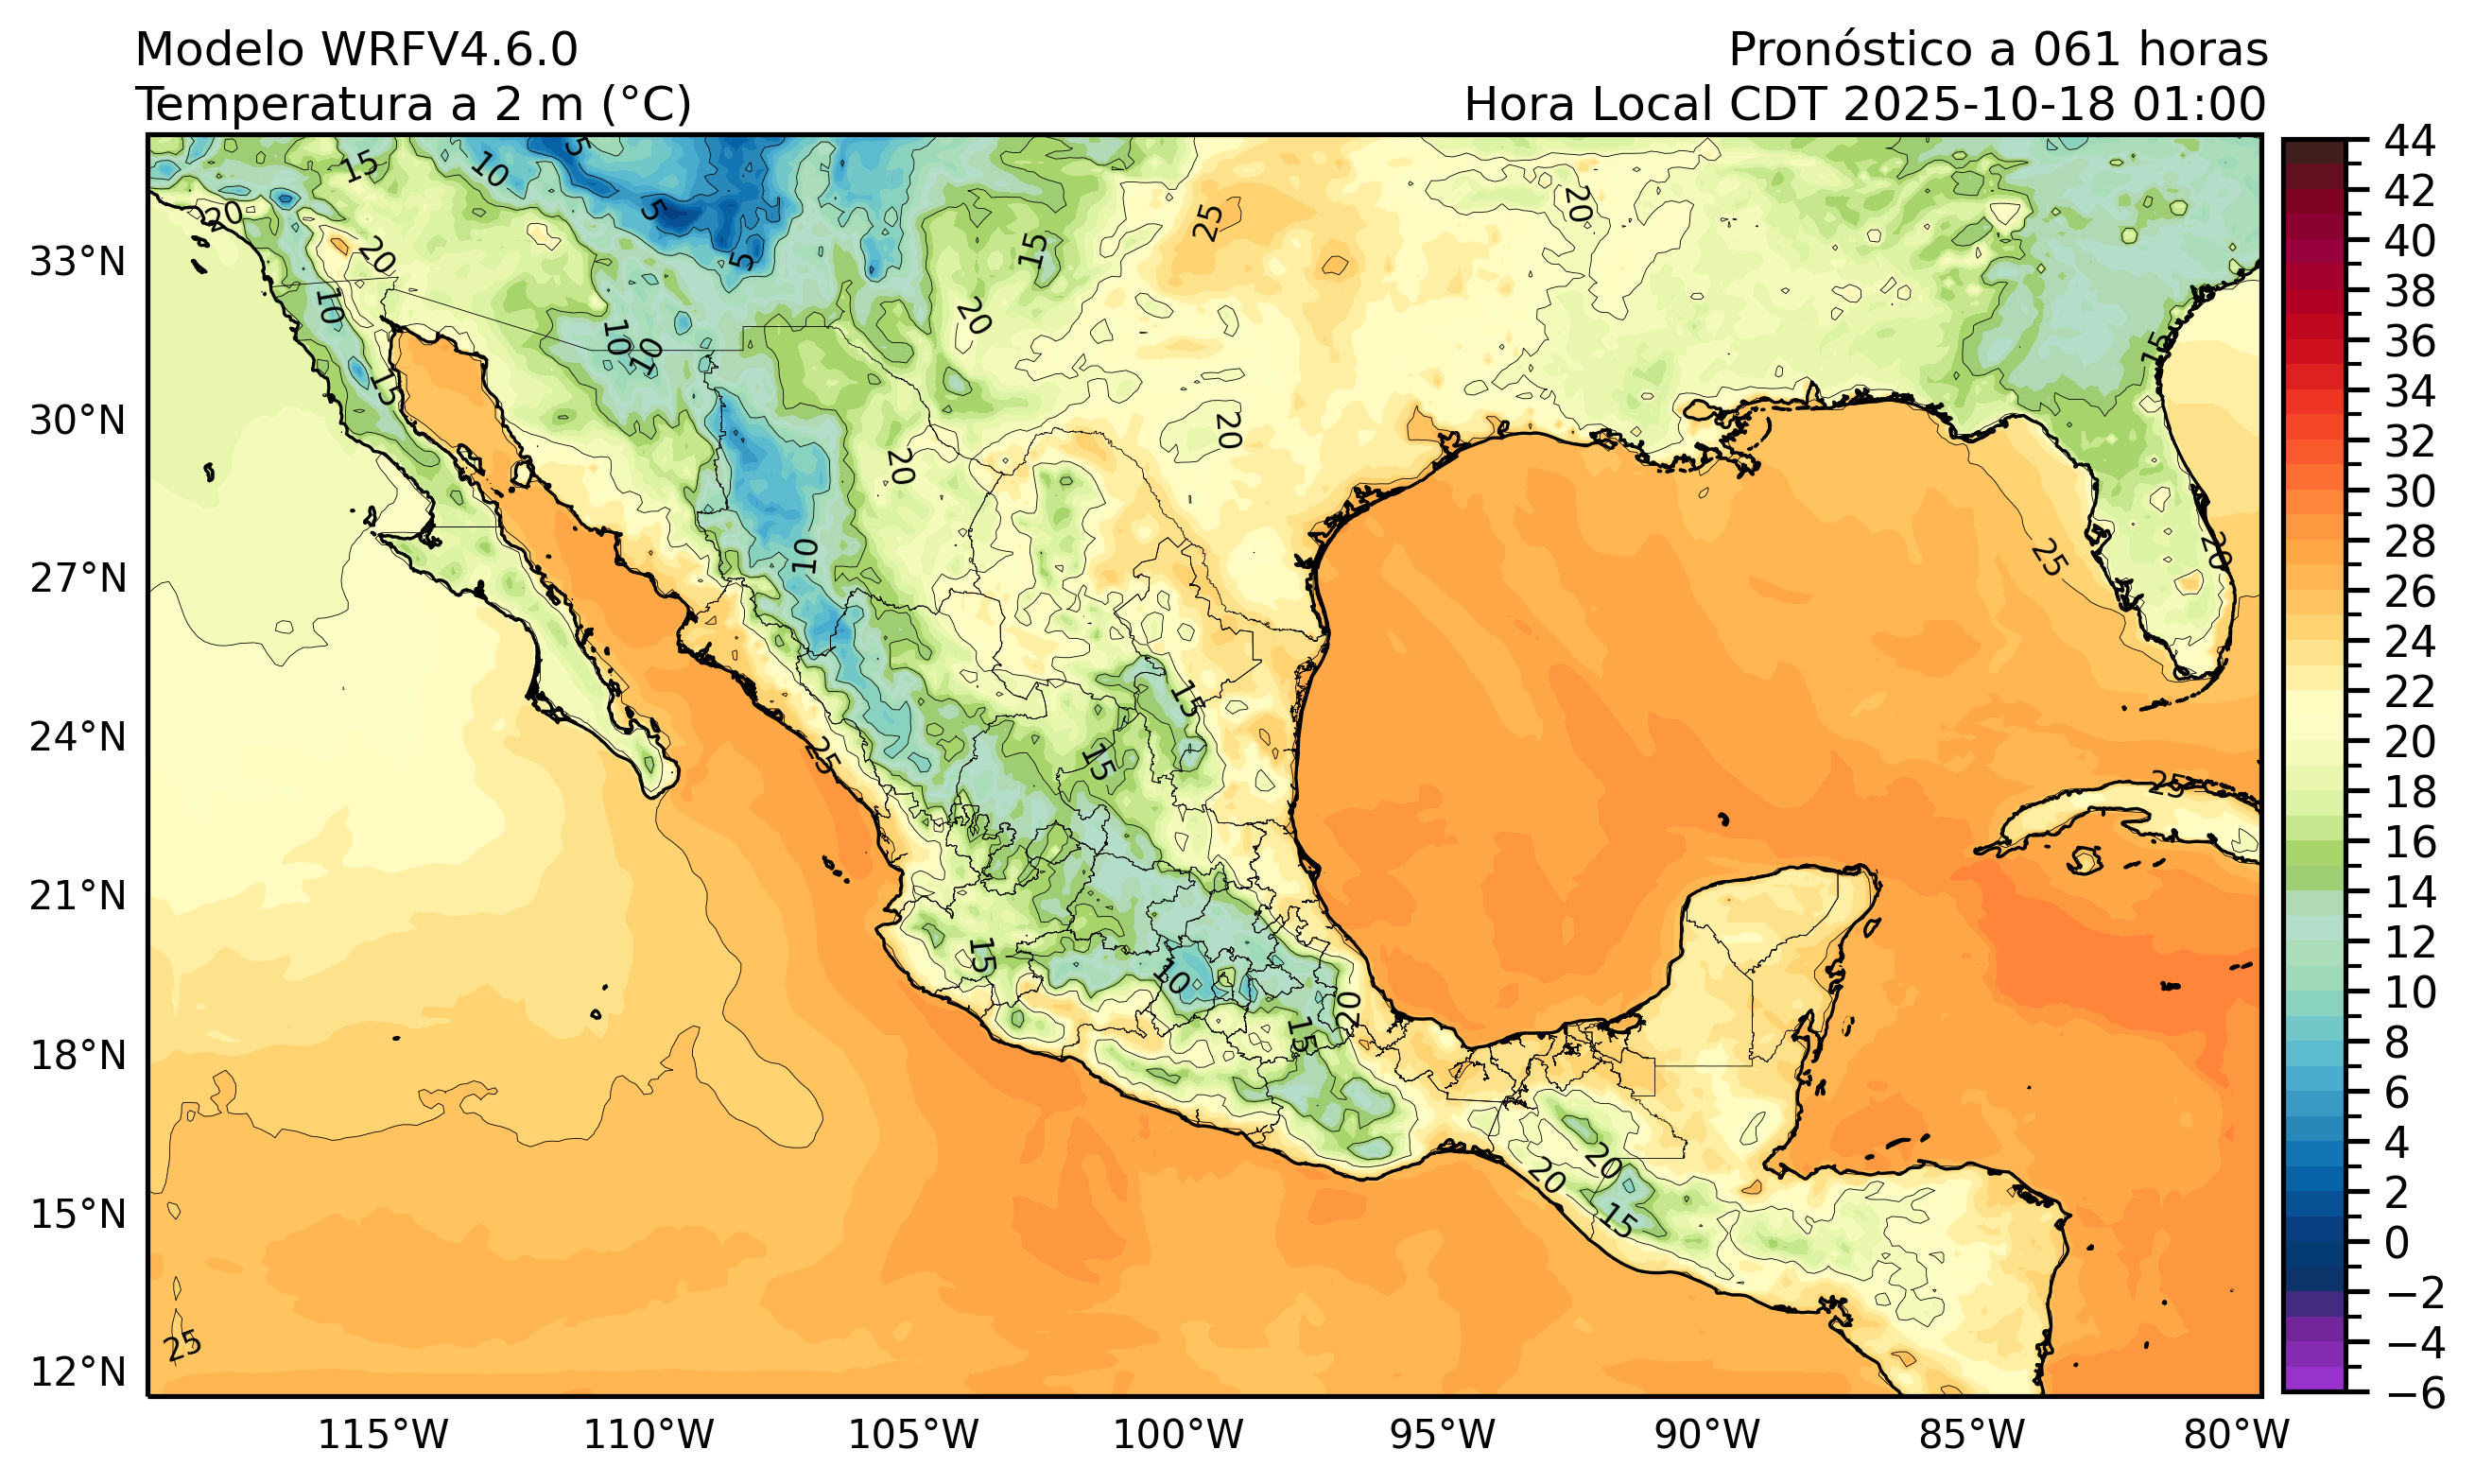 Modelo WRFV4.6.0
Pronóstico a 061 horas
Temperatura a 2 m (°C)
Hora Local CDT 2025-10-18 01:00
44
42
40
38
36
34
32
30
28
26
24
22
20
18
16
14
12
10
8
6
4
2
0
−2
−4
−6
33°N
30°N
27°N
24°N
21°N
18°N
15°N
12°N
115°W
110°W
105°W
100°W
95°W
90°W
85°W
80°W
5
15
10
20
5
20
25
15
20
5
10
20
10
10
15
15
20
20
25
20
10
15
25
15
25
15
10
20
15
20
20
15
25